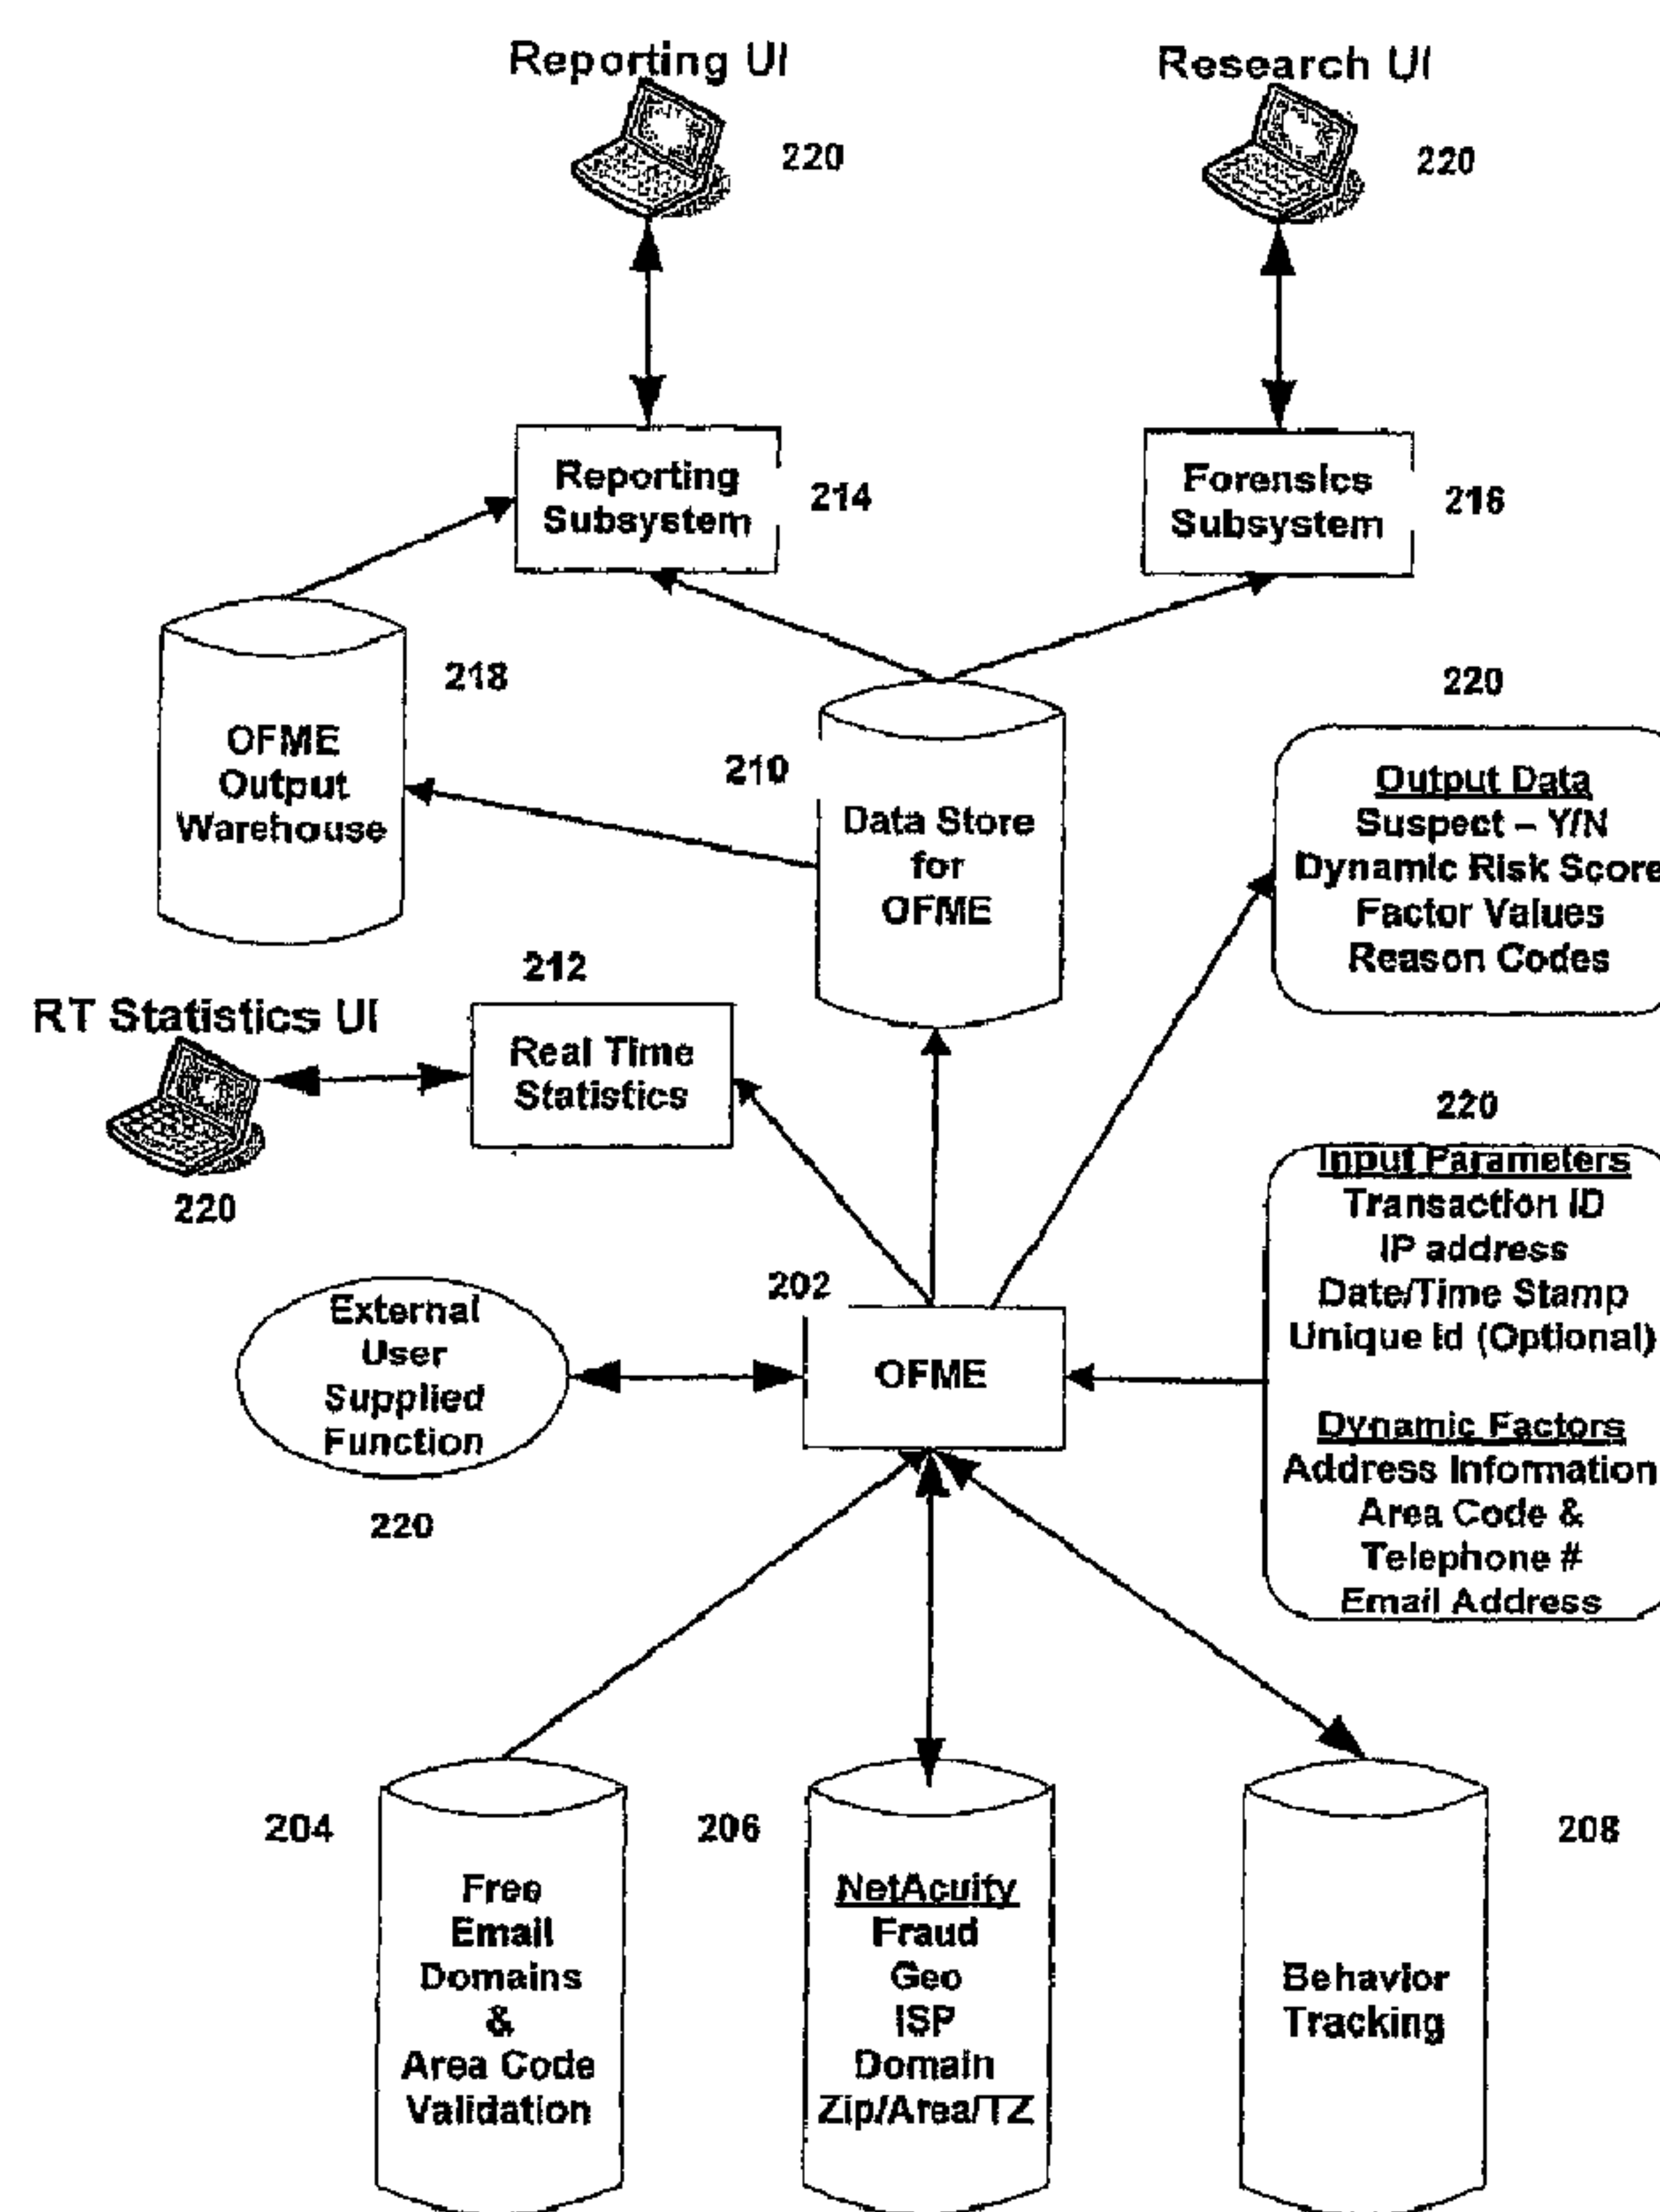 Reporting UI
220
Research UI
220
Reporting
Subsystem
214
Forensics
Subsystem
216
218
OFME
Output
Warehouse
210
Data Store
for
OFME
220
Output Data
Suspect – Y/N
Dynamic Risk Score
Factor Values
Reason Codes
212
RT Statistics UI
220
Real Time
Statistics
220
Input Parameters
Transaction ID
IP address
Date/Time Stamp
Unique Id (Optional)
Dynamic Factors
Address Information
Area Code &
Telephone #
Email Address
202
OFME
External
User
Supplied
Function
220
204
Free
Email
Domains
&
Area Code
Validation
206
NetAcuity
Fraud
Geo
ISP
Domain
Zip/Area/TZ
208
Behavior
Tracking